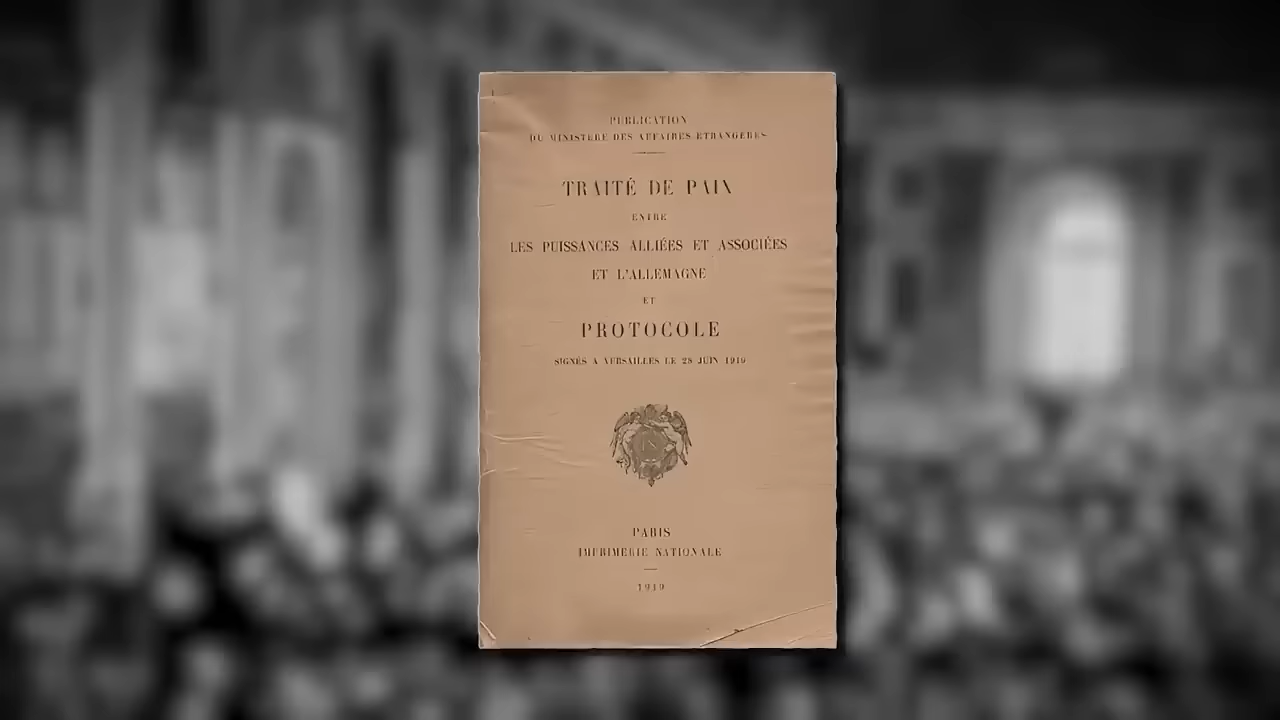 PUBLICATION
DU MINISTÈRE DES AFFAIRES ÉTRANGÈRES
TRAITÉ DE PAIX
ENTRE
LES PUISSANCES ALLIÉES ET ASSOCIÉES
ET L'ALLEMAGNE
ET
PROTOCOLE
SIGNÉS À VERSAILLES LE 28 JUIN 1919
PARIS
IMPRIMERIE NATIONALE
1919